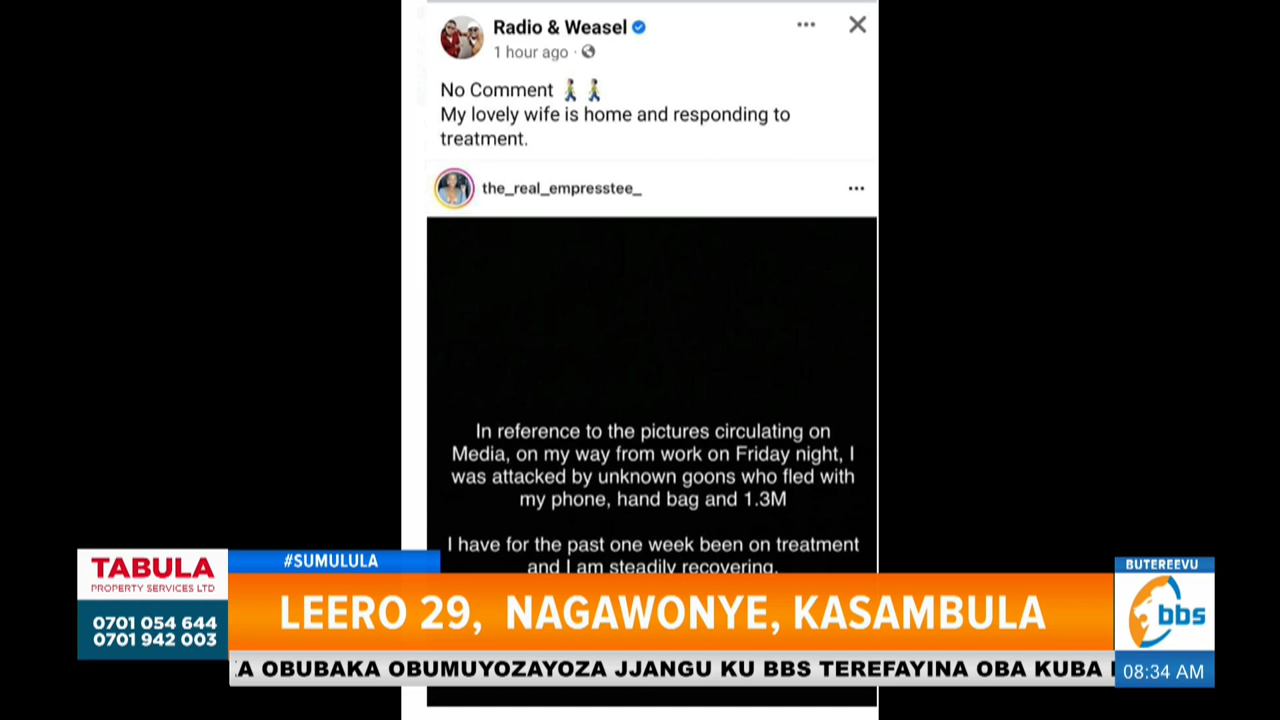 Radio & Weasel
1 hour ago
No Comment
My lovely wife is home and responding to
treatment.
the_real_empresstee_
In reference to the pictures circulating on
Media, on my way from work on Friday night, I
was attacked by unknown goons who fled with
my phone, hand bag and 1.3M
I have for the past one week been on treatment
and I am steadily recovering.
TABULA
PROPERTY SERVICES LTD
0701 054 644
0701 942 003
#SUMULULA
LEERO 29, NAGAWONYE, KASAMBULA
OBUBAKA OBUMUYOZAYOZA JJANGU KU BBS TEREFAYINA OBA KUBA
BUTEREEVU
bbs
08:34 AM